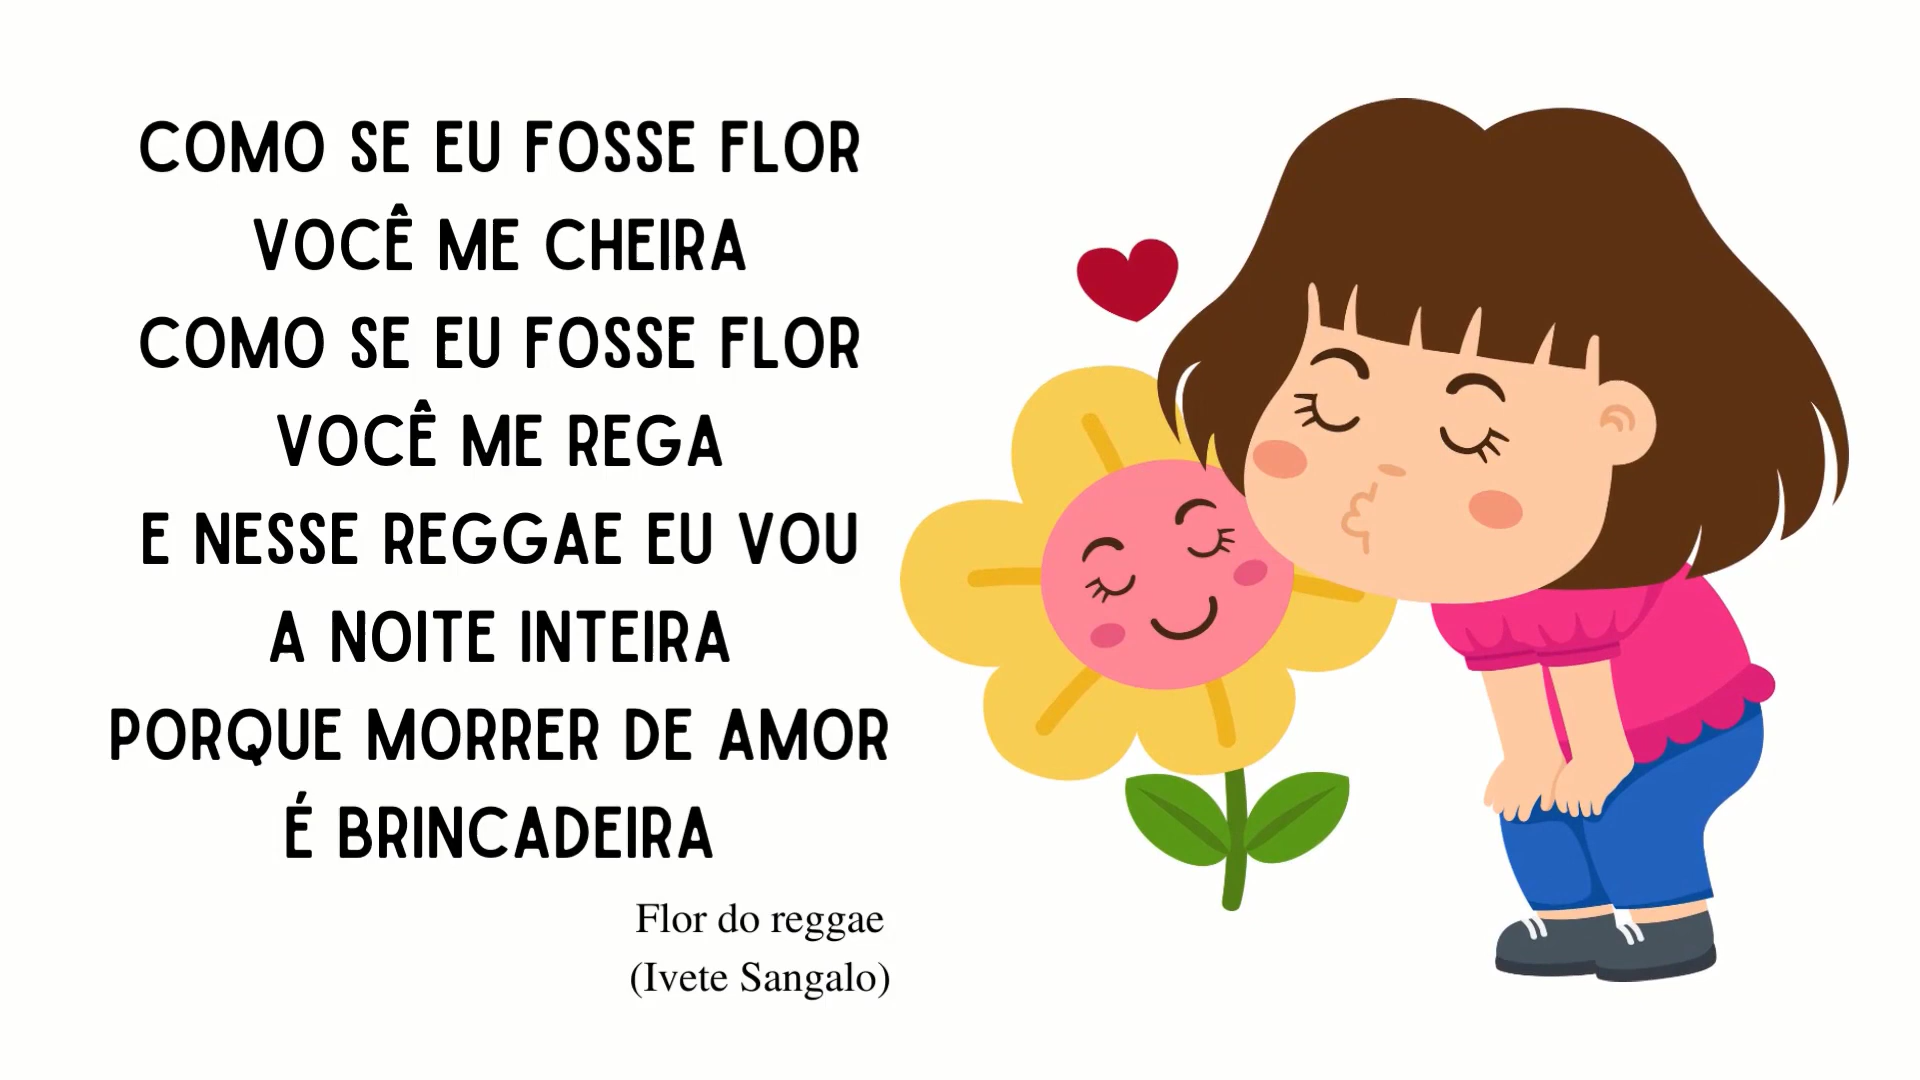 COMO SE EU FOSSE FLOR
VOCÊ ME CHEIRA
COMO SE EU FOSSE FLOR
VOCÊ ME REGA
E NESSE REGGAE EU VOU
A NOITE INTEIRA
PORQUE MORRER DE AMOR
É BRINCADEIRA
Flor do reggae
(Ivete Sangalo)